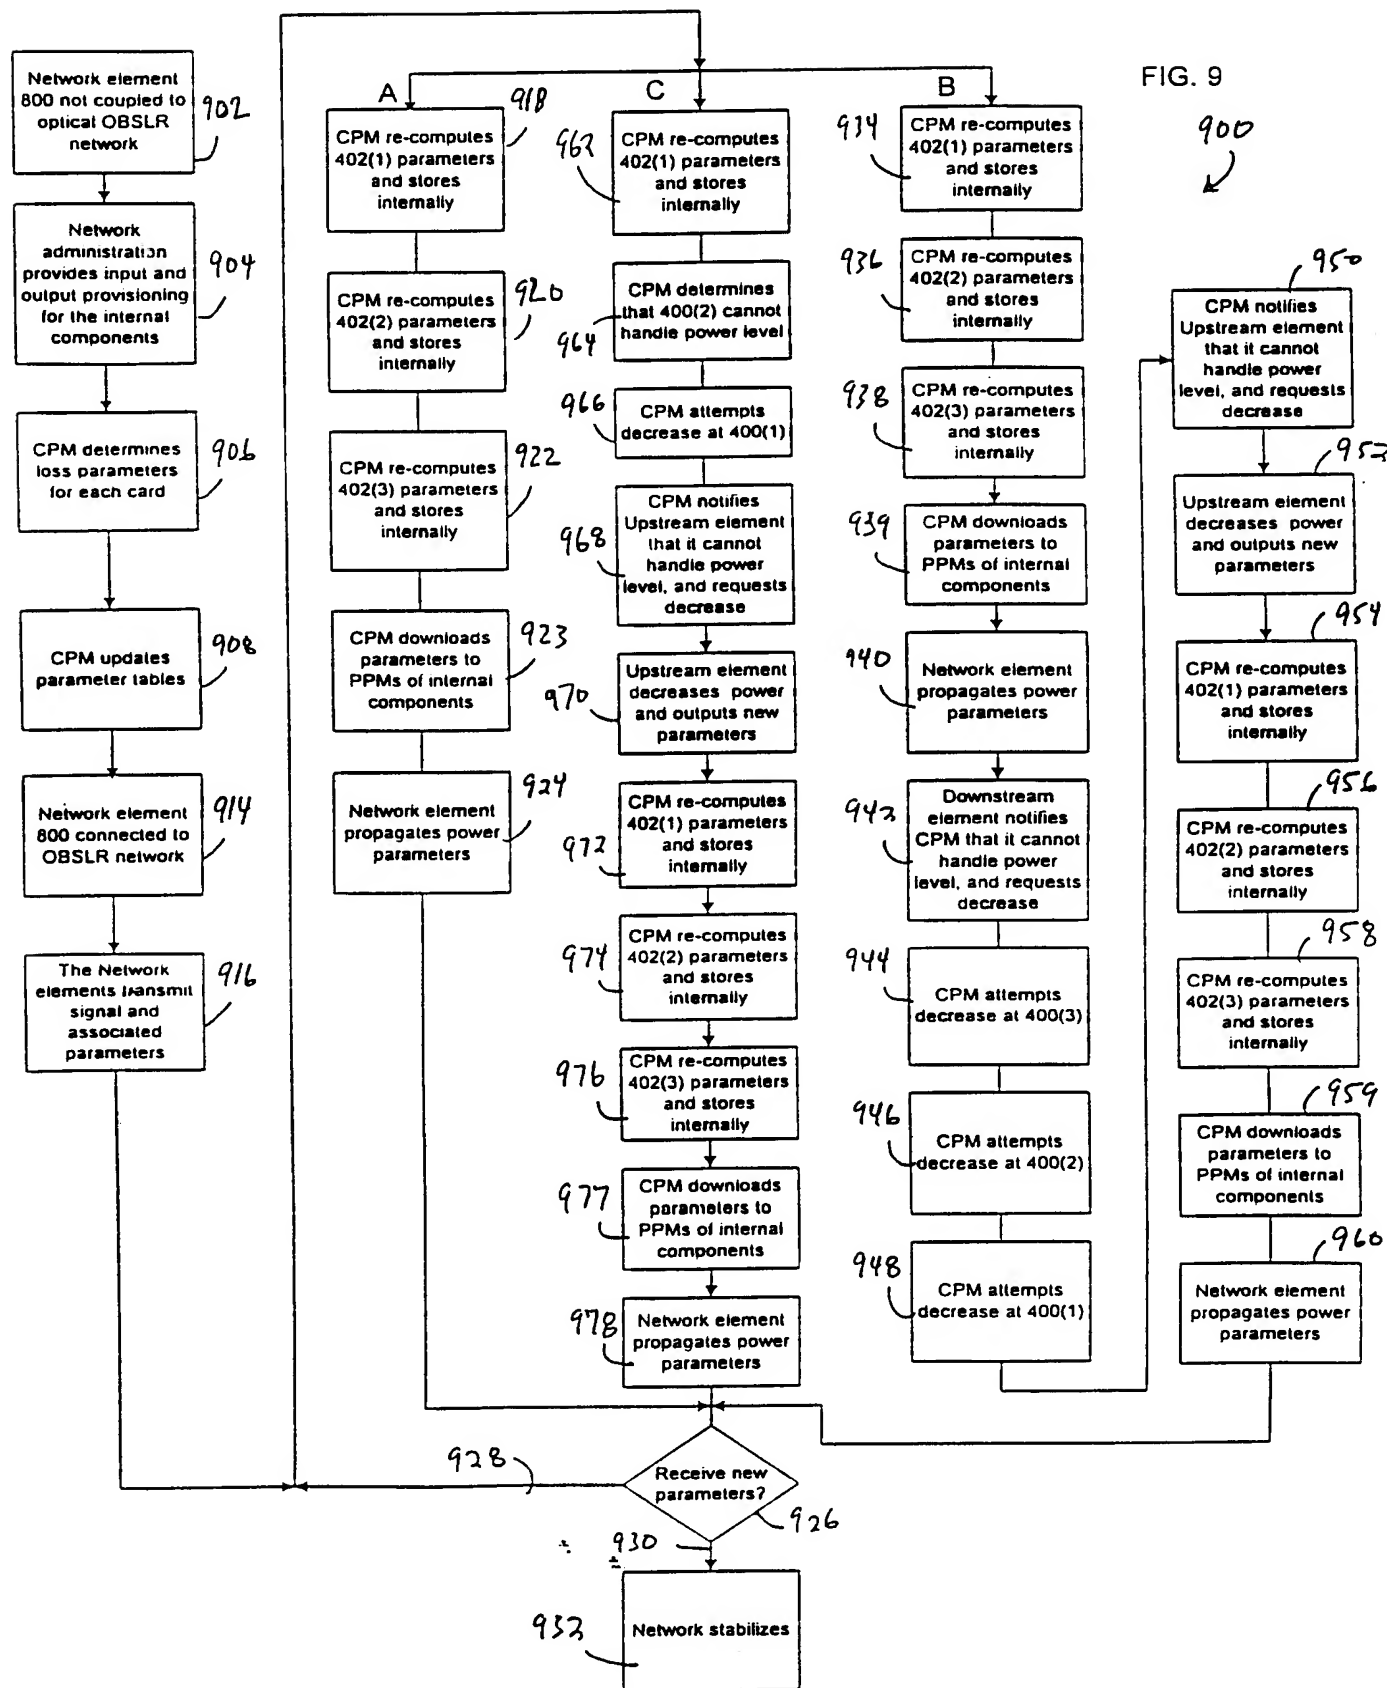 FIG. 9
900
Network element
800 not coupled to
optical OBSLR
network
902
Network
administration
provides input and
output provisioning
for the internal
components
904
CPM determines
loss parameters
for each card
906
CPM updates
parameter tables
908
Network element
800 connected to
OBSLR network
914
The Network
elements transmit
signal and
associated
parameters
916
A
CPM re-computes
402(1) parameters
and stores
internally
918
CPM re-computes
402(2) parameters
and stores
internally
920
CPM re-computes
402(3) parameters
and stores
internally
922
CPM downloads
parameters to
PPMs of internal
components
923
Network element
propagates power
parameters
924
C
CPM re-computes
402(1) parameters
and stores
internally
962
CPM determines
that 400(2) cannot
handle power level
964
CPM attempts
decrease at 400(1)
966
CPM notifies
Upstream element
that it cannot
handle power
level, and requests
decrease
968
Upstream element
decreases power
and outputs new
parameters
970
CPM re-computes
402(1) parameters
and stores
internally
972
CPM re-computes
402(2) parameters
and stores
internally
974
CPM re-computes
402(3) parameters
and stores
internally
976
CPM downloads
parameters to
PPMs of internal
components
977
Network element
propagates power
parameters
978
B
CPM re-computes
402(1) parameters
and stores
internally
934
CPM re-computes
402(2) parameters
and stores
internally
936
CPM re-computes
402(3) parameters
and stores
internally
938
CPM downloads
parameters to
PPMs of internal
components
939
Network element
propagates power
parameters
940
Downstream
element notifies
CPM that it cannot
handle power
level, and requests
decrease
942
CPM attempts
decrease at 400(3)
944
CPM attempts
decrease at 400(2)
946
CPM attempts
decrease at 400(1)
948
CPM notifies
Upstream element
that it cannot
handle power
level, and requests
decrease
950
Upstream element
decreases power
and outputs new
parameters
952
CPM re-computes
402(1) parameters
and stores
internally
954
CPM re-computes
402(2) parameters
and stores
internally
956
CPM re-computes
402(3) parameters
and stores
internally
958
CPM downloads
parameters to
PPMs of internal
components
959
Network element
propagates power
parameters
960
Receive new
parameters?
926
928
930
Network stabilizes
932